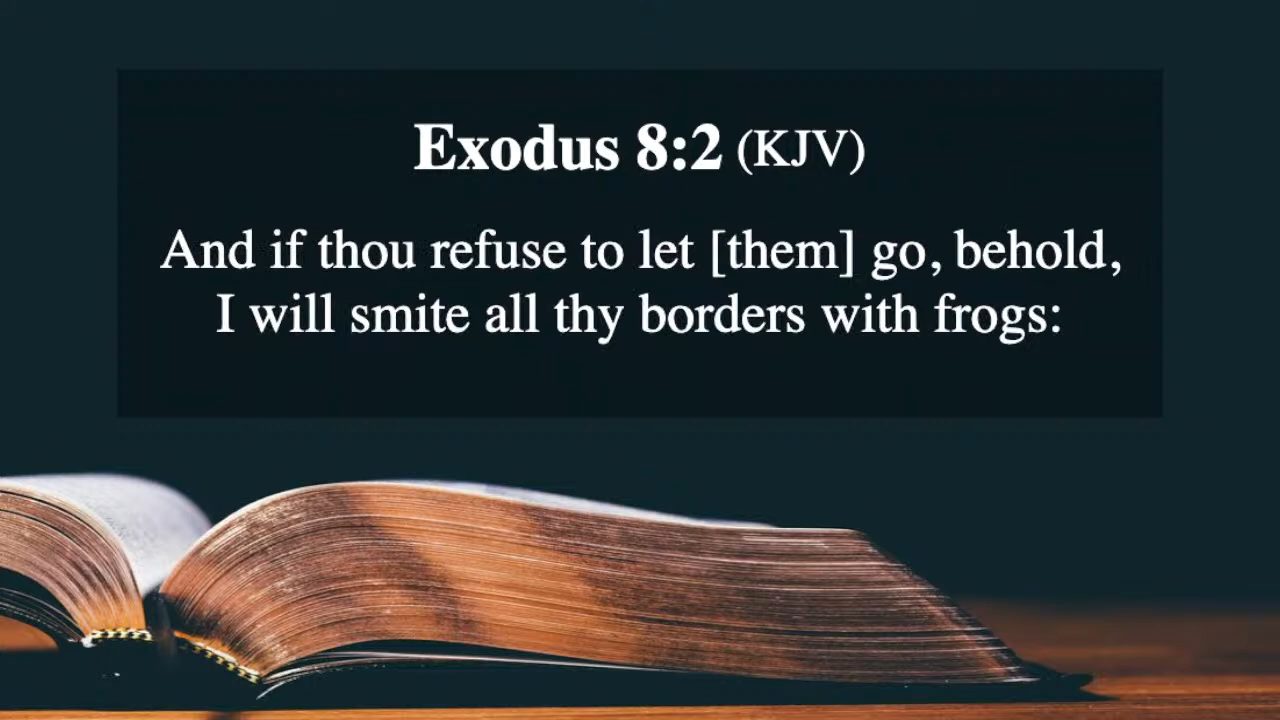 Exodus 8:2 (KJV)
And if thou refuse to let [them] go, behold,
I will smite all thy borders with frogs: